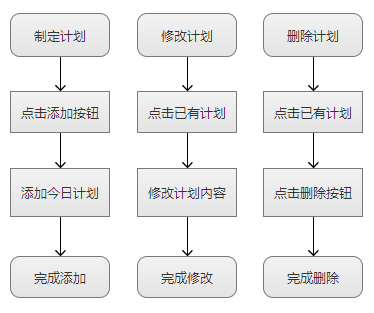 制定计划
修改计划
删除计划
点击添加按钮
点击已有计划
点击已有计划
添加今日计划
修改计划内容
点击删除按钮
完成添加
完成修改
完成删除